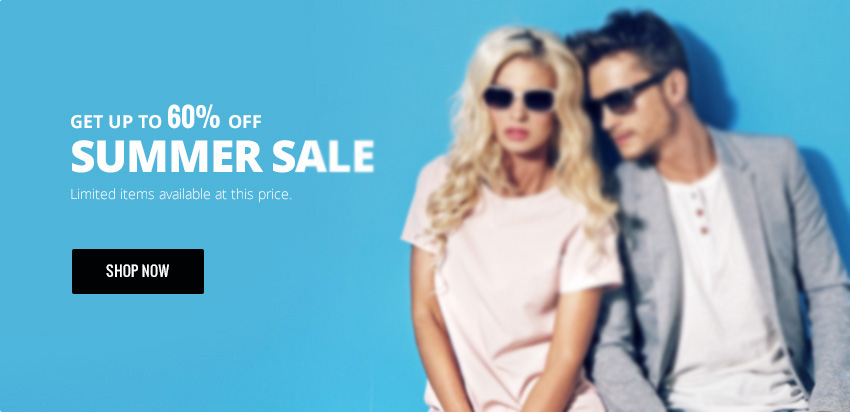 GET UP TO 60% OFF
SUMMER SALE
Limited items available at this price.
SHOP NOW